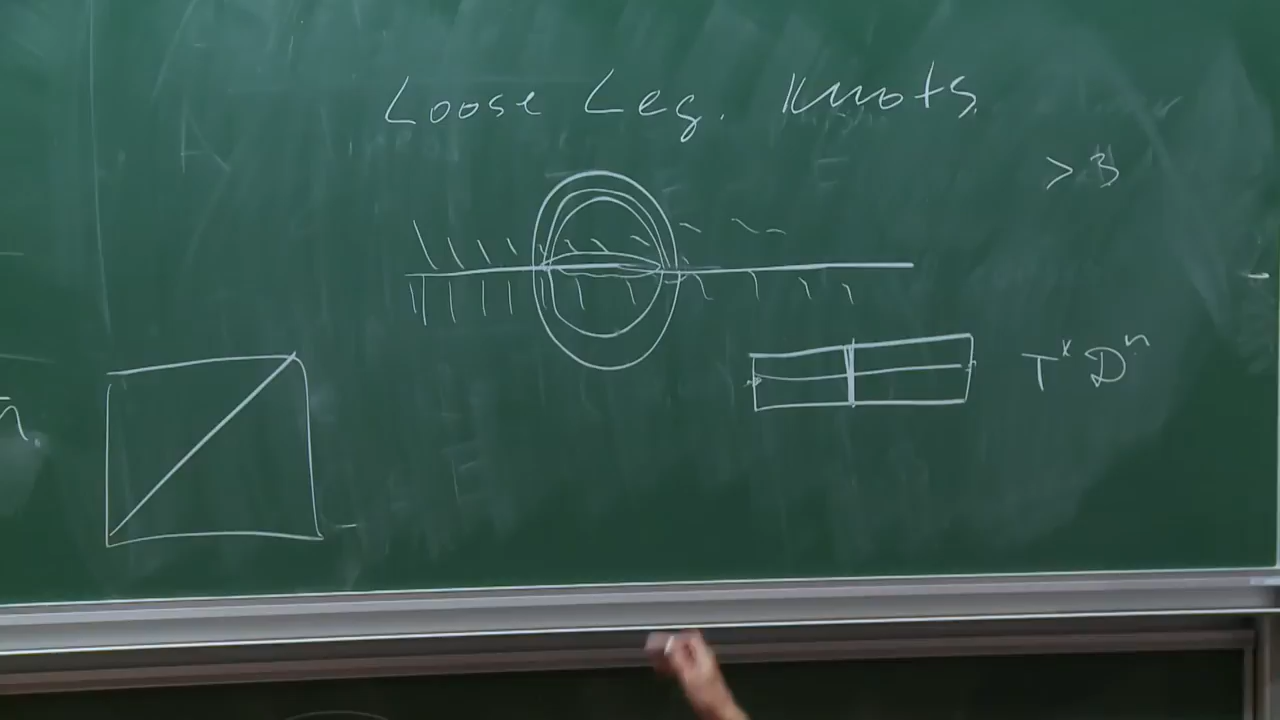 Loose Leg. Knots
> 3
T* Dⁿ
n.